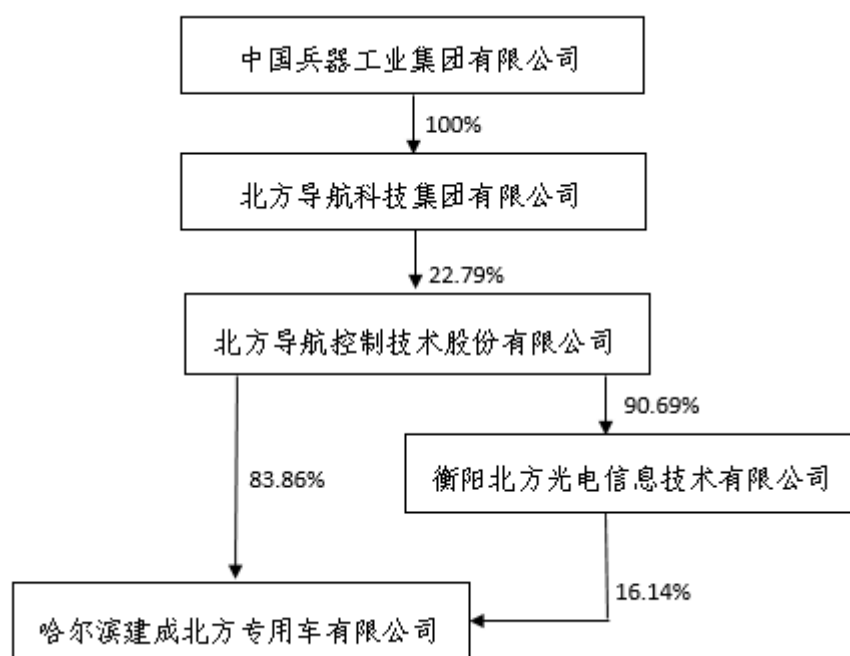 中国兵器工业集团有限公司
100%
北方导航科技集团有限公司
22.79%
北方导航控制技术股份有限公司
90.69%
83.86%
衡阳北方光电信息技术有限公司
16.14%
哈尔滨建成北方专用车有限公司